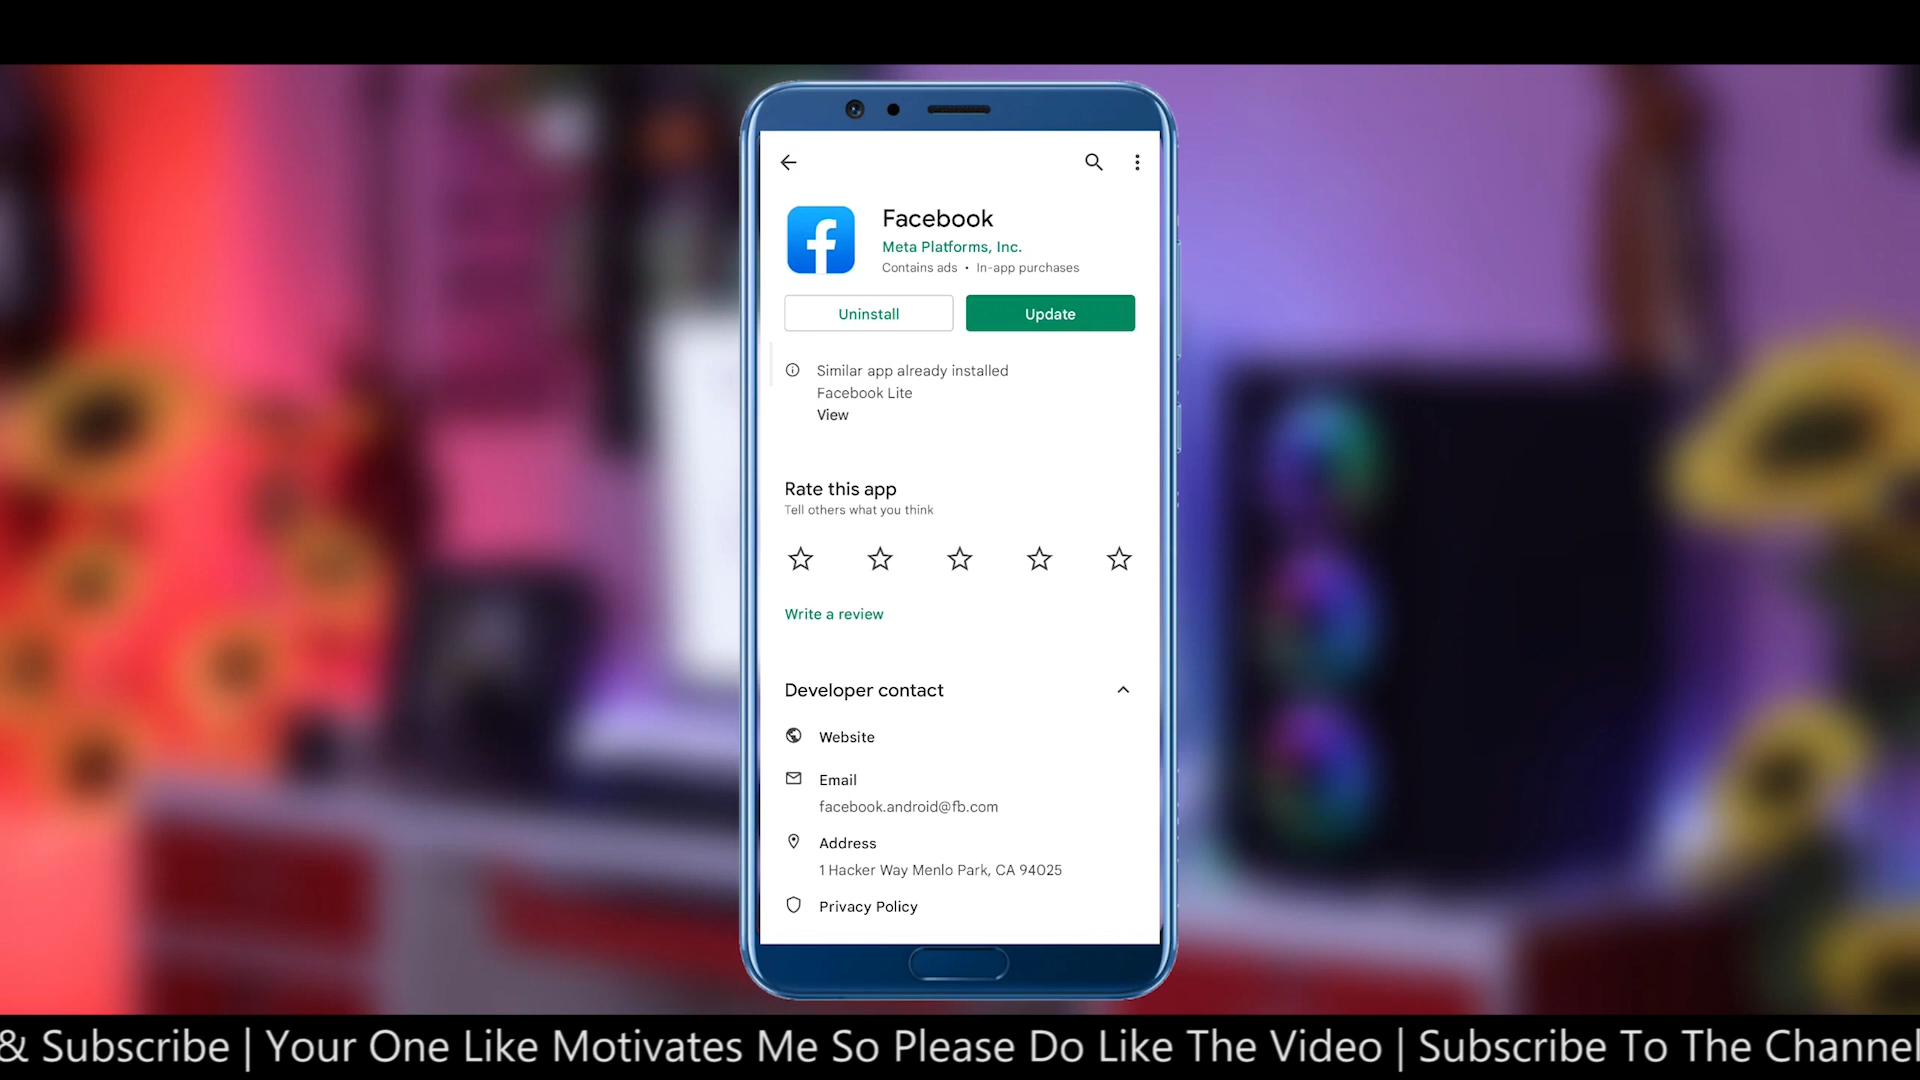 Facebook
Meta Platforms, Inc.
Contains ads • In-app purchases
Uninstall
Update
Similar app already installed
Facebook Lite
View
Rate this app
Tell others what you think
Write a review
Developer contact
Website
Email
facebook.android@fb.com
Address
1 Hacker Way Menlo Park, CA 94025
Privacy Policy
& Subscribe | Your One Like Motivates Me So Please Do Like The Video | Subscribe To The Channel